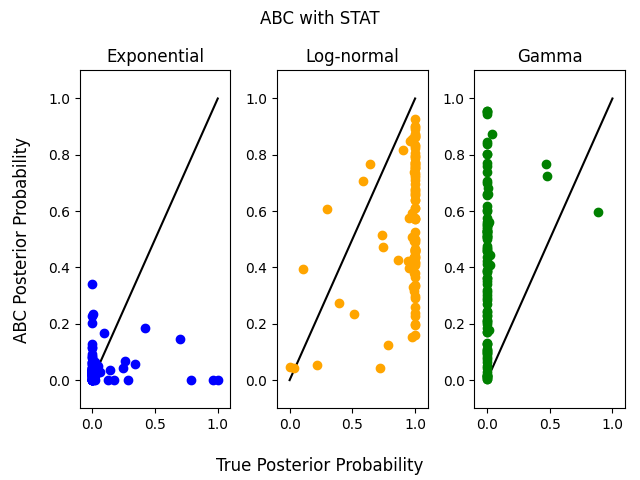 ABC with STAT
Exponential Log-normal Gamma
ABC Posterior Probability
1.0 1.0 1.0
0.8 0.8 0.8
0.6 0.6 0.6
0.4 0.4 0.4
0.2 0.2 0.2
0.0 0.0 0.0
0.0 0.5 1.0 0.0 0.5 1.0 0.0 0.5 1.0
True Posterior Probability